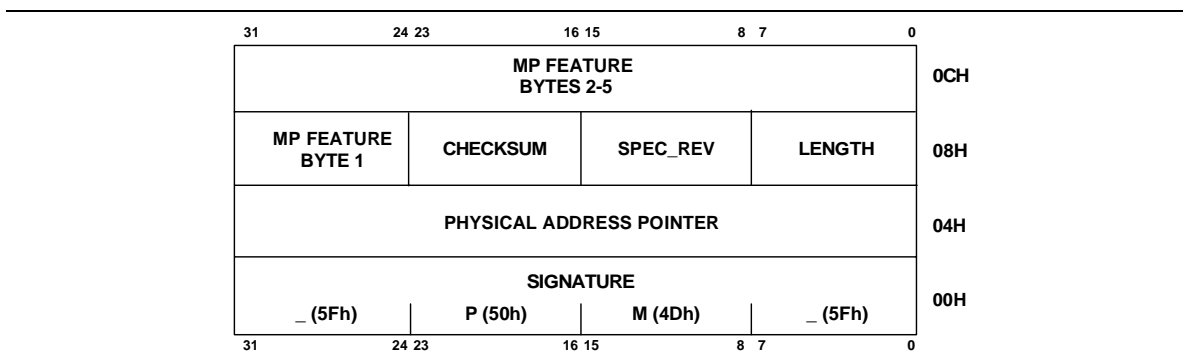 31 24 23 16 15 8 7 0
MP FEATURE
BYTES 2-5
0CH
MP FEATURE
BYTE 1
CHECKSUM
SPEC_REV
LENGTH
08H
PHYSICAL ADDRESS POINTER
04H
SIGNATURE
00H
_ (5Fh) P (50h) M (4Dh) _ (5Fh)
31 24 23 16 15 8 7 0